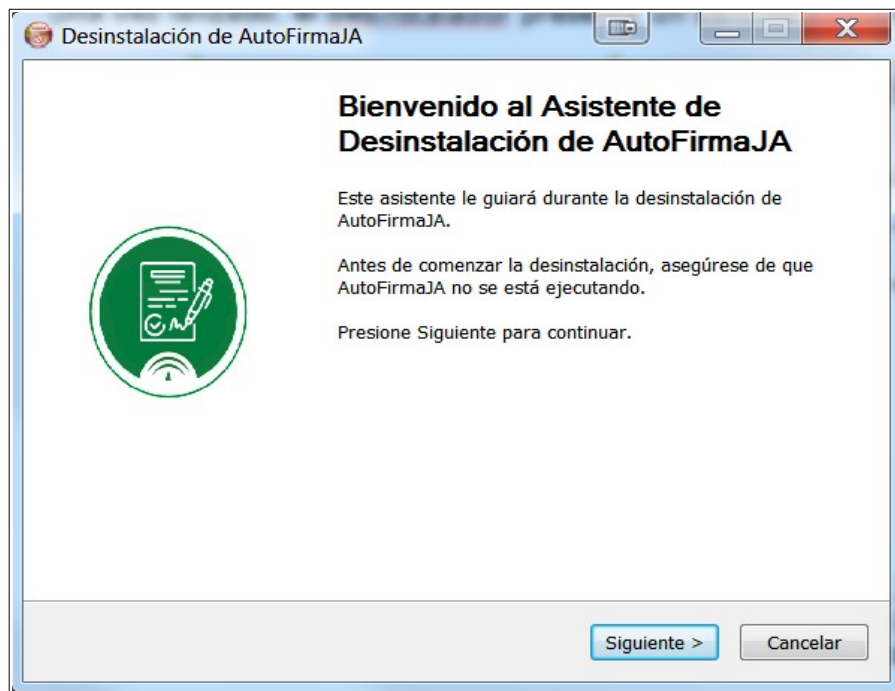 Desinstalación de AutoFirmaJA
Bienvenido al Asistente de
Desinstalación de AutoFirmaJA
Este asistente le guiará durante la desinstalación de
AutoFirmaJA.
Antes de comenzar la desinstalación, asegúrese de que
AutoFirmaJA no se está ejecutando.
Presione Siguiente para continuar.
Siguiente >
Cancelar